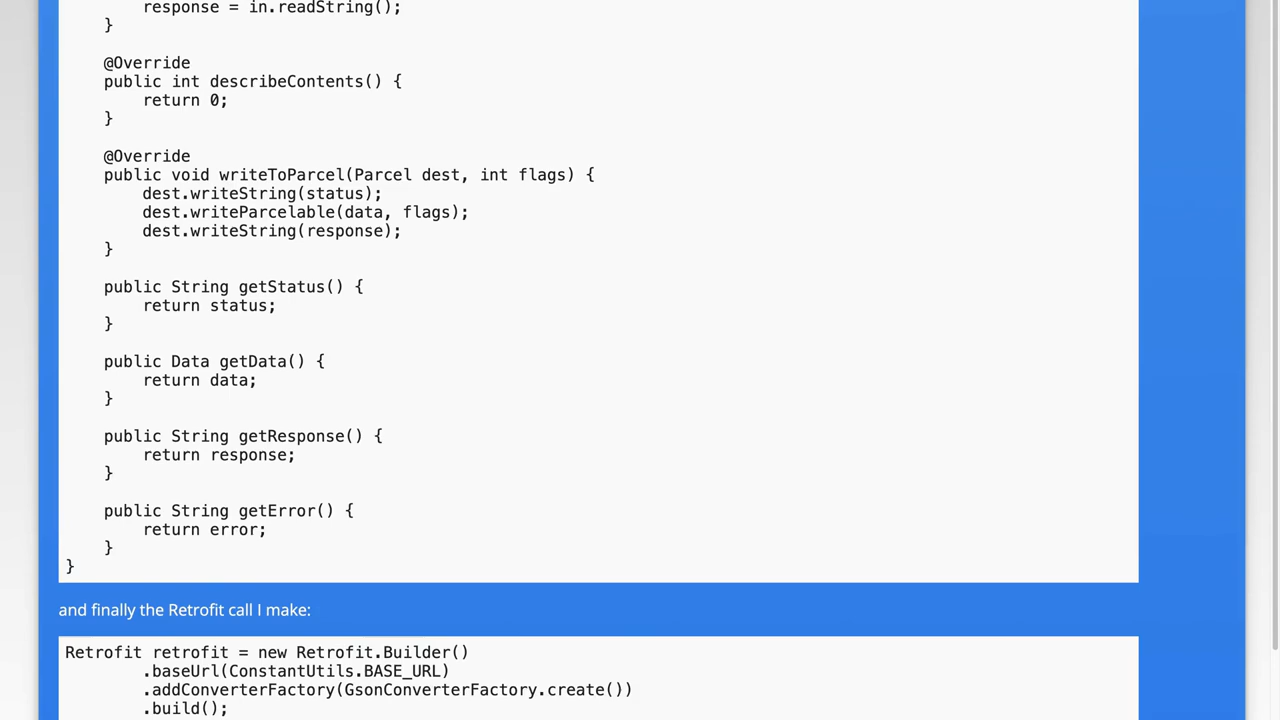 response = in.readString();
}
@Override
public int describeContents() {
return 0;
}
@Override
public void writeToParcel(Parcel dest, int flags) {
dest.writeString(status);
dest.writeParcelable(data, flags);
dest.writeString(response);
}
public String getStatus() {
return status;
}
public Data getData() {
return data;
}
public String getResponse() {
return response;
}
public String getError() {
return error;
}
}
and finally the Retrofit call I make:
Retrofit retrofit = new Retrofit.Builder()
.baseUrl(ConstantUtils.BASE_URL)
.addConverterFactory(GsonConverterFactory.create())
.build();